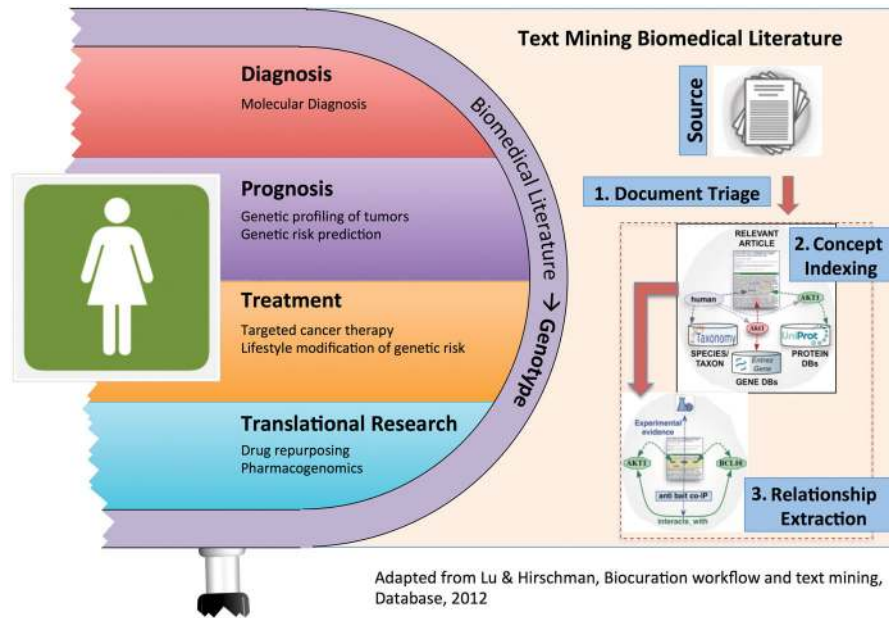 Diagnosis
Molecular Diagnosis
Prognosis
Genetic profiling of tumors
Genetic risk prediction
Treatment
Targeted cancer therapy
Lifestyle modification of genetic risk
Translational Research
Drug repurposing
Pharmacogenomics
Biomedical Literature → Genotype
Text Mining Biomedical Literature
Source
1. Document Triage
2. Concept
Indexing
RELEVANT
ARTICLE
human
AKT1
Akt1
Taxonomy
UniProt
Entrez
Gene
SPECIES/
TAXON
PROTEIN
DBs
GENE DBs
Experimental
evidence
AKT1
BCL10
anti bait co-IP
interacts_with
3. Relationship
Extraction
Adapted from Lu & Hirschman, Biocuration workflow and text mining,
Database, 2012